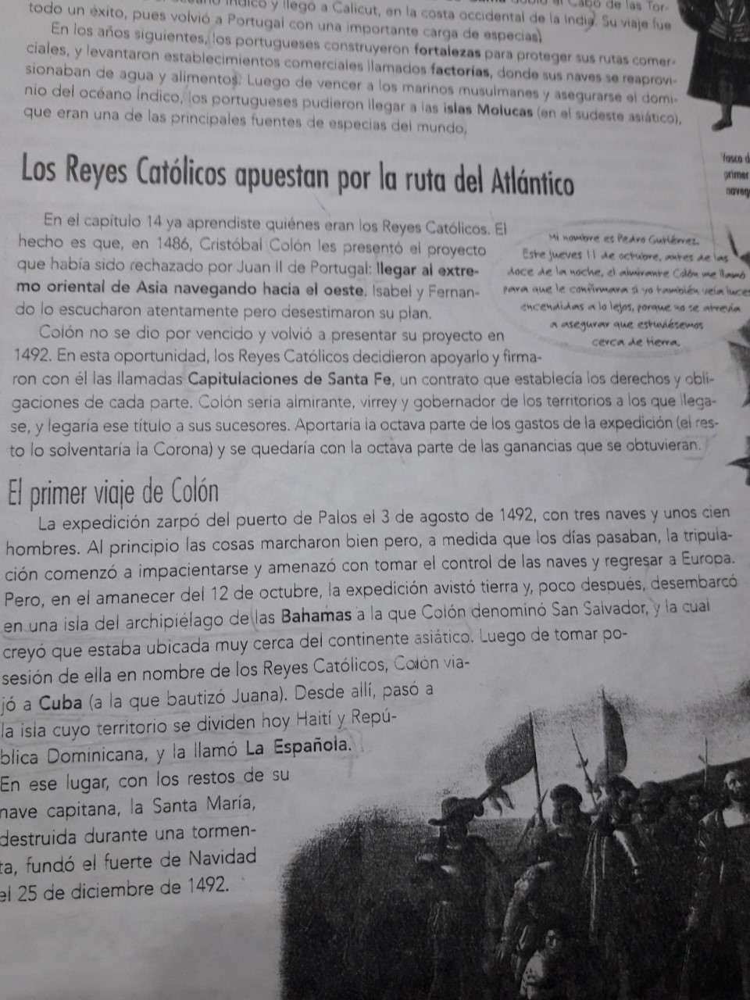 océano Índico y llegó a Calicut, en la costa occidental de la India. Su viaje fue
todo un éxito, pues volvió a Portugal con una importante carga de especias.
En los años siguientes, los portugueses construyeron fortalezas para proteger sus rutas comer-
ciales, y levantaron establecimientos comerciales llamados factorías, donde sus naves se reaprovi-
sionaban de agua y alimentos. Luego de vencer a los marinos musulmanes y asegurarse el domi-
nio del océano Índico, los portugueses pudieron llegar a las islas Molucas (en el sudeste asiático),
que eran una de las principales fuentes de especias del mundo,
Vasco d
primer
naveg
Los Reyes Católicos apuestan por la ruta del Atlántico
En el capítulo 14 ya aprendiste quiénes eran los Reyes Católicos. El
hecho es que, en 1486, Cristóbal Colón les presentó el proyecto
que había sido rechazado por Juan II de Portugal: llegar al extre-
mo oriental de Asia navegando hacia el oeste. Isabel y Fernan-
do lo escucharon atentamente pero desestimaron su plan.
Colón no se dio por vencido y volvió a presentar su proyecto en
1492. En esta oportunidad, los Reyes Católicos decidieron apoyarlo y firma-
ron con él las llamadas Capitulaciones de Santa Fe, un contrato que establecía los derechos y obli-
gaciones de cada parte. Colón sería almirante, virrey y gobernador de los territorios a los que llega-
se, y legaría ese título a sus sucesores. Aportaría la octava parte de los gastos de la expedición (el res-
to lo solventaría la Corona) y se quedaría con la octava parte de las ganancias que se obtuvieran.
Mi nombre es Pedro Gutiérrez.
Este jueves 11 de octubre, antes de las
doce de la noche, el almirante Colón me llamó
para que le confirmara si yo también veía luces
encendidas a lo lejos, porque no se atrevía
a asegurar que estuviésemos
cerca de tierra.
El primer viaje de Colón
La expedición zarpó del puerto de Palos el 3 de agosto de 1492, con tres naves y unos cien
hombres. Al principio las cosas marcharon bien pero, a medida que los días pasaban, la tripula-
ción comenzó a impacientarse y amenazó con tomar el control de las naves y regresar a Europa.
Pero, en el amanecer del 12 de octubre, la expedición avistó tierra y, poco después, desembarcó
en una isla del archipiélago de las Bahamas a la que Colón denominó San Salvador, y la cual
creyó que estaba ubicada muy cerca del continente asiático. Luego de tomar po-
sesión de ella en nombre de los Reyes Católicos, Colón via-
jó a Cuba (a la que bautizó Juana). Desde allí, pasó a
la isla cuyo territorio se dividen hoy Haití y Repú-
blica Dominicana, y la llamó La Española.
En ese lugar, con los restos de su
nave capitana, la Santa María,
destruida durante una tormen-
ta, fundó el fuerte de Navidad
el 25 de diciembre de 1492.